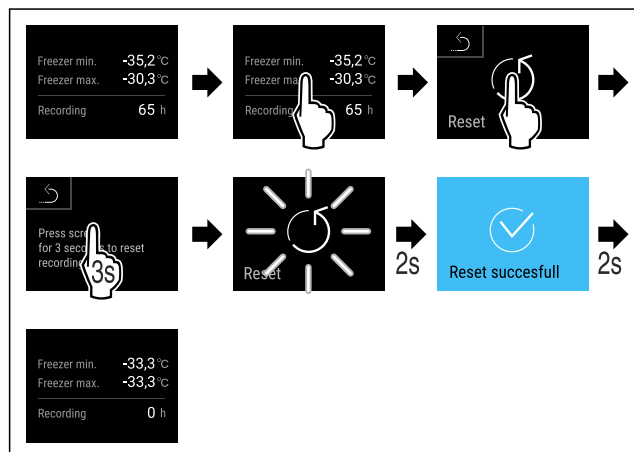 Freezer min. -35,2 °C
Freezer max. -30,3 °C
Recording 65 h
Freezer min. -35,2 °C
Freezer ma -30,3 °C
Recording 65 h
Reset
Press scre
for 3 seco s to reset
recording
3s
Reset
2s
Reset succesfull
2s
Freezer min. -33,3 °C
Freezer max. -33,3 °C
Recording 0 h